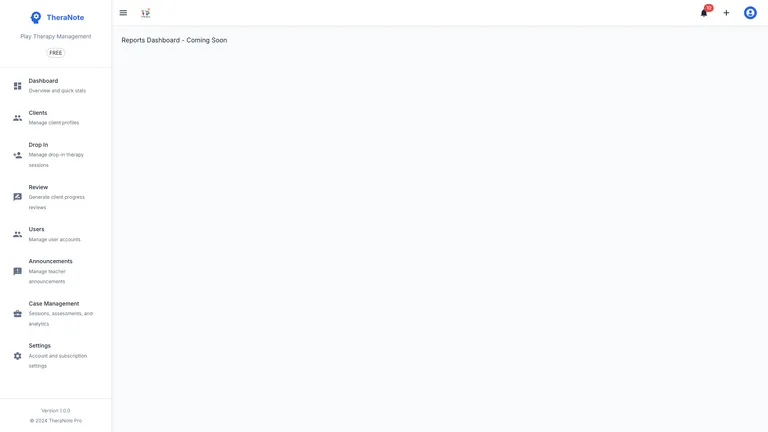 TheraNote
Play Therapy Management
FREE
Dashboard
Overview and quick stats
Clients
Manage client profiles
Drop In
Manage drop-in therapy
sessions
Review
Generate client progress
reviews
Users
Manage user accounts
Announcements
Manage teacher
announcements
Case Management
Sessions, assessments, and
analytics
Settings
Account and subscription
settings
Version 1.0.0
© 2024 TheraNote Pro
Reports Dashboard - Coming Soon